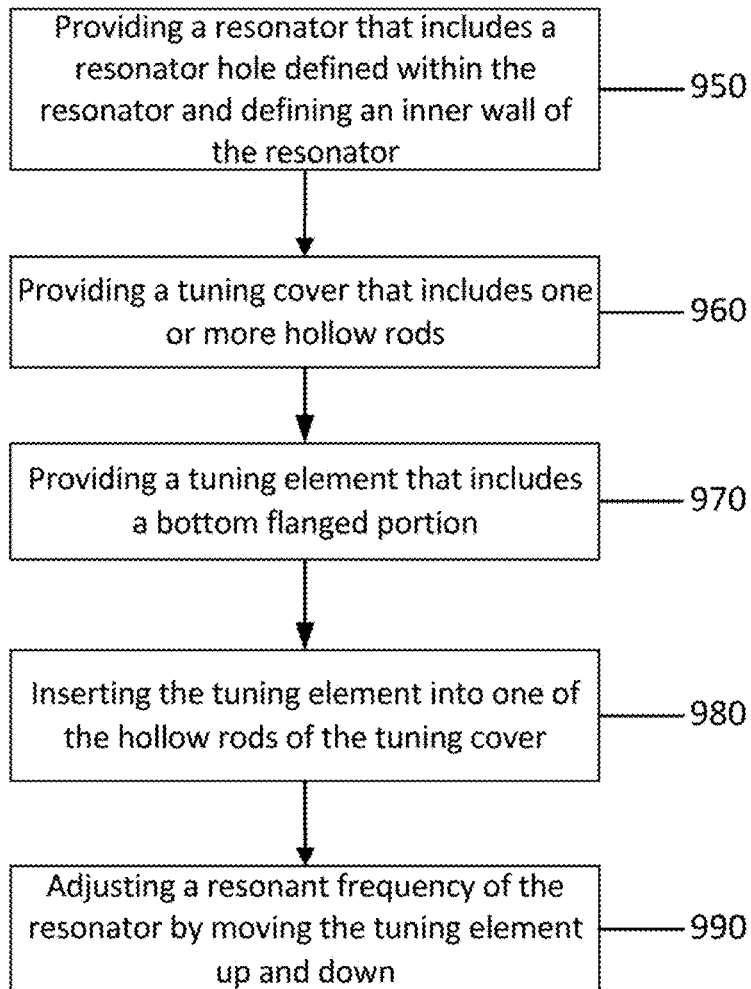 Providing a resonator that includes a
resonator hole defined within the
resonator and defining an inner wall of
the resonator
950
Providing a tuning cover that includes one
or more hollow rods
960
Providing a tuning element that includes
a bottom flanged portion
970
Inserting the tuning element into one of
the hollow rods of the tuning cover
980
Adjusting a resonant frequency of the
resonator by moving the tuning element
up and down
990